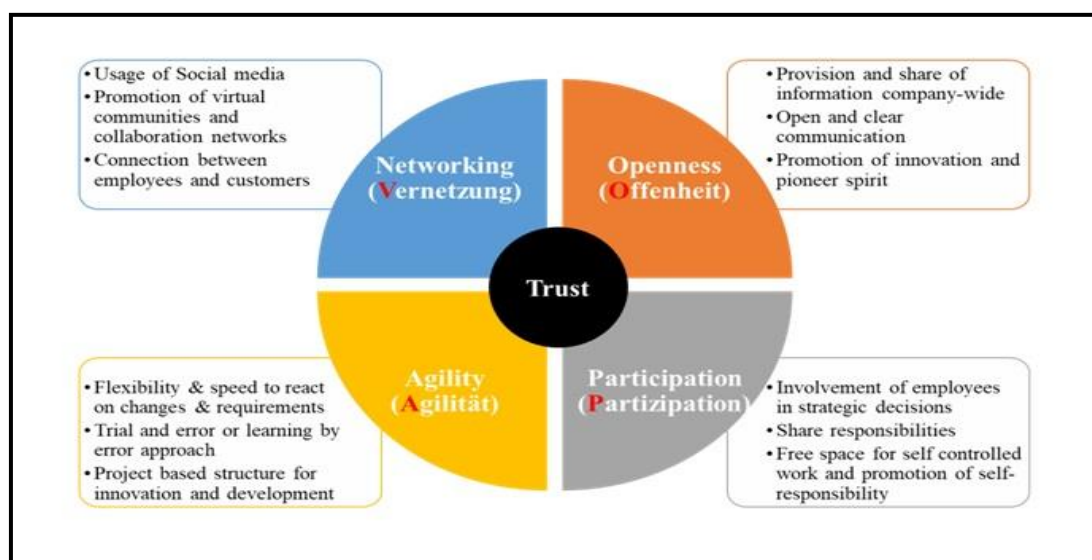 • Usage of Social media
• Promotion of virtual
communities and
collaboration networks
• Connection between
employees and customers
Networking
(Vernetzung)
Openness
(Offenheit)
• Provision and share of
information company-wide
• Open and clear
communication
• Promotion of innovation and
pioneer spirit
Trust
• Flexibility & speed to react
on changes & requirements
• Trial and error or learning by
error approach
• Project based structure for
innovation and development
Agility
(Agilität)
Participation
(Partizipation)
• Involvement of employees
in strategic decisions
• Share responsibilities
• Free space for self controlled
work and promotion of self-
responsibility